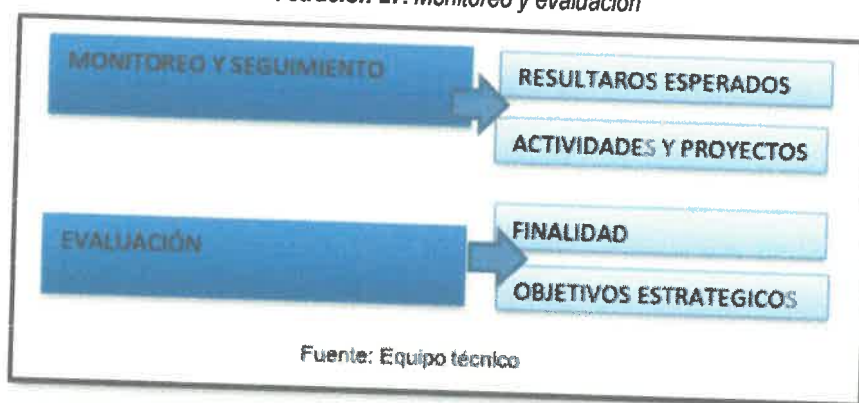 Monitoreo y evaluación
MONITOREO Y SEGUIMIENTO
RESULTAROS ESPERADOS
ACTIVIDADES Y PROYECTOS
EVALUACIÓN
FINALIDAD
OBJETIVOS ESTRATEGICOS
Fuente: Equipo técnico